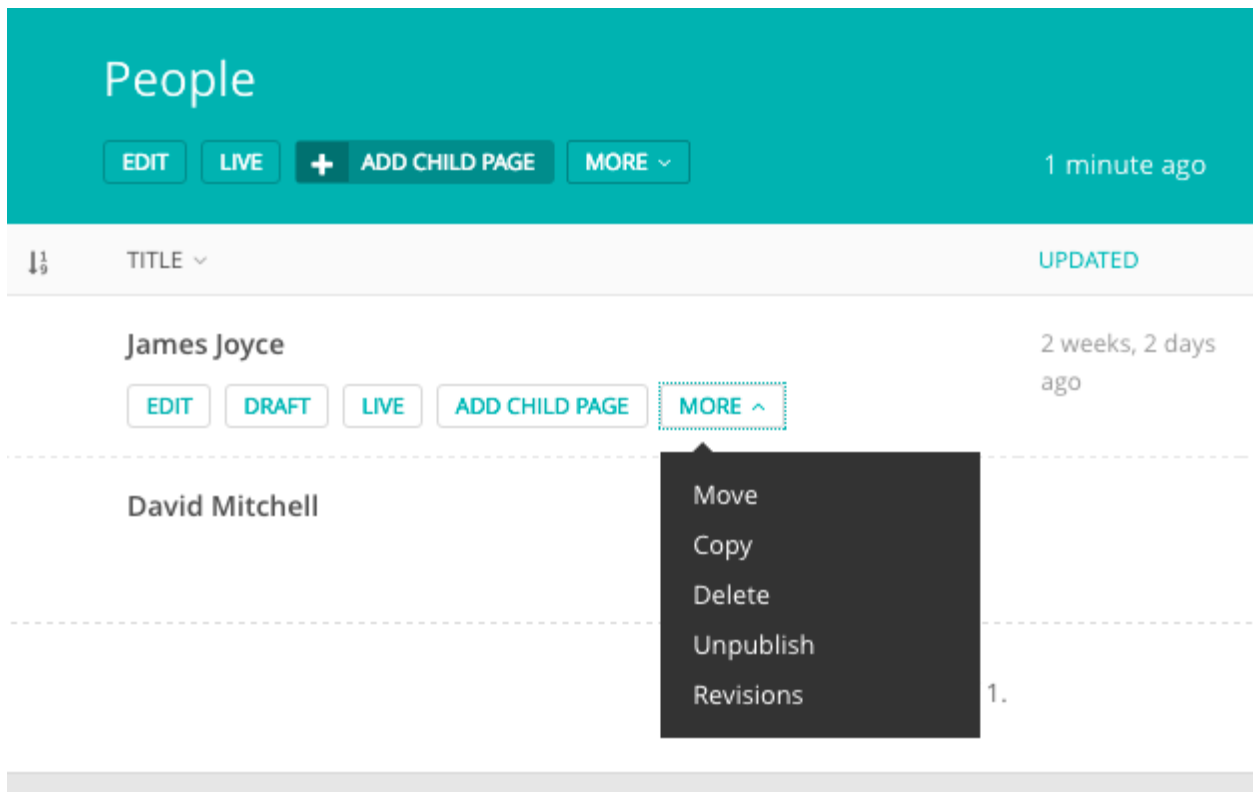 People
EDIT LIVE + ADD CHILD PAGE MORE 1 minute ago
TITLE UPDATED
James Joyce 2 weeks, 2 days
ago
EDIT DRAFT LIVE ADD CHILD PAGE MORE
Move
David Mitchell
Copy
Delete
Unpublish
Revisions 1.